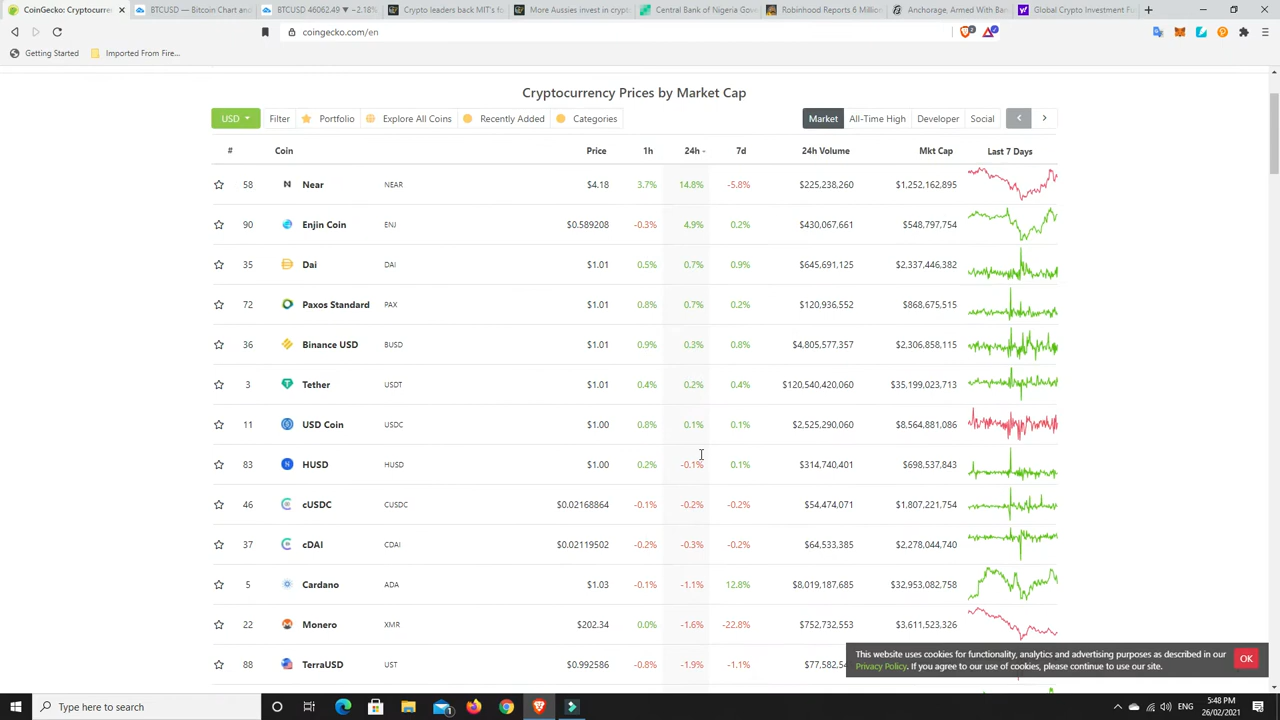 CoinGecko: Cryptocurren BTCUSD — Bitcoin Chart and BTCUSD 46062.49 ▼ −2.18% Crypto leaders back MIT's fo More Aussies invest in crypt Central Bank of Nigeria Gove Robinhood Reports 6 Million Anchorage, Armed With Ban Global Crypto Investment Fu
coingecko.com/en
Getting Started Imported From Fire...
Cryptocurrency Prices by Market Cap
USD Filter Portfolio Explore All Coins Recently Added Categories Market All-Time High Developer Social
# Coin Price 1h 24h 7d 24h Volume Mkt Cap Last 7 Days
58 Near NEAR $4.18 3.7% 14.8% -5.8% $225,238,260 $1,252,162,895
90 Enjin Coin ENJ $0.589208 -0.3% 4.9% 0.2% $430,067,661 $548,797,754
35 Dai DAI $1.01 0.5% 0.7% 0.9% $645,691,125 $2,337,446,382
72 Paxos Standard PAX $1.01 0.8% 0.7% 0.2% $120,936,552 $868,675,515
36 Binance USD BUSD $1.01 0.9% 0.3% 0.8% $4,805,577,357 $2,306,858,115
3 Tether USDT $1.01 0.4% 0.2% 0.4% $120,540,420,060 $35,199,023,713
11 USD Coin USDC $1.00 0.8% 0.1% 0.1% $2,525,290,060 $8,564,881,086
83 HUSD HUSD $1.00 0.2% -0.1% 0.1% $314,740,401 $698,537,843
46 cUSDC CUSDC $0.02168864 -0.1% -0.2% -0.2% $54,474,071 $1,807,221,754
37 cDAI CDAI $0.02119502 -0.2% -0.3% -0.2% $64,533,385 $2,278,044,740
5 Cardano ADA $1.03 -0.1% -1.1% 12.8% $8,019,187,685 $32,953,082,758
22 Monero XMR $202.34 0.0% -1.6% -22.8% $752,732,553 $3,611,523,326
88 TerraUSD UST $0.992586 -0.8% -1.9% -1.1% $77,582,5
This website uses cookies for functionality, analytics and advertising purposes as described in our
Privacy Policy. If you agree to our use of cookies, please continue to use our site.
OK
Type here to search
ENG
5:48 PM
26/02/2021